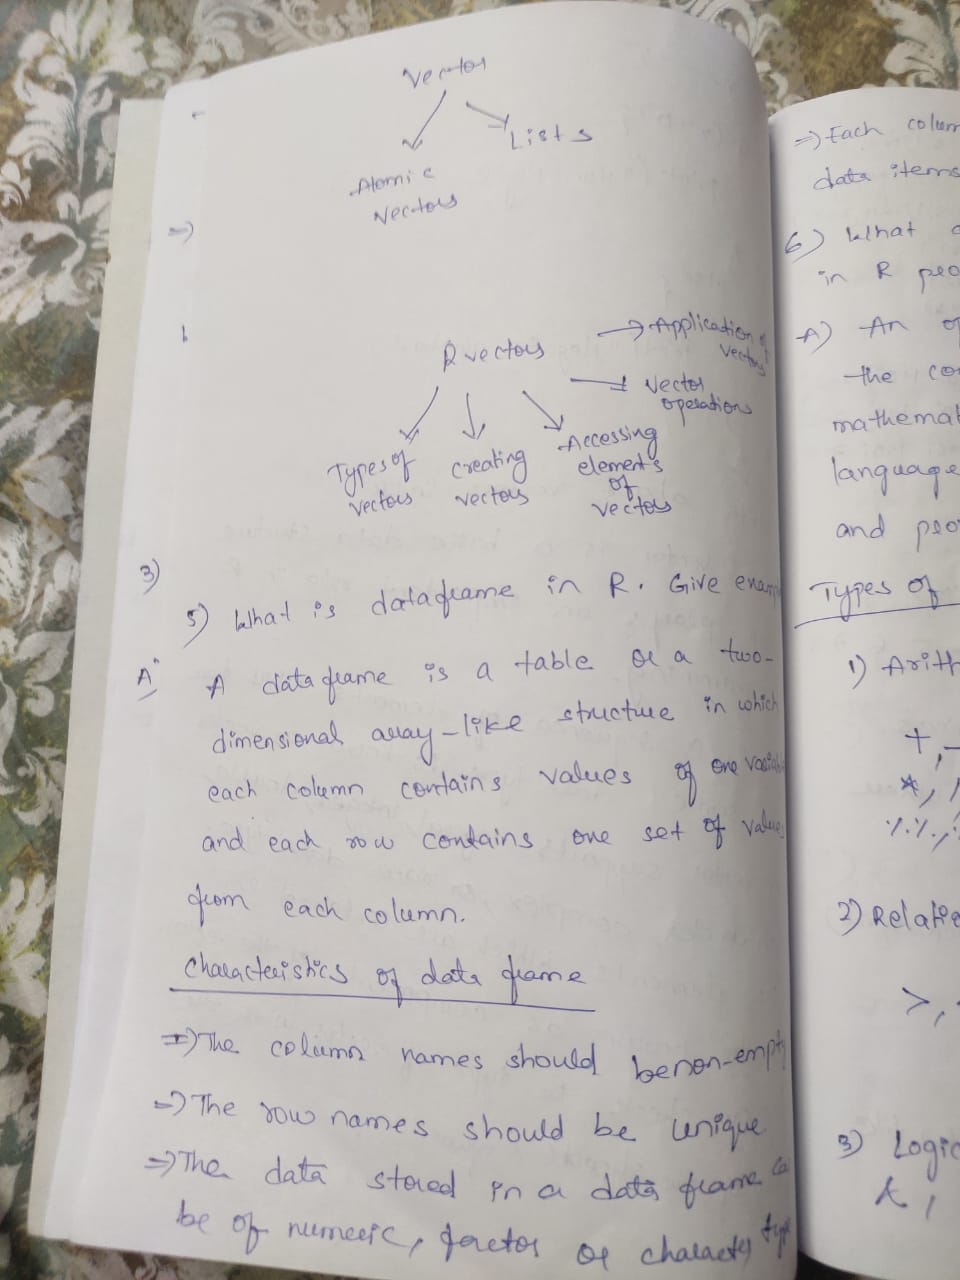 Vector
Lists
Atomic
Vectors
=>
R vectors
-> Application of
vectors
Vector
operations
Types of
vectors
creating
vectors
Accessing
elements
of
vectors
3)
5) What is dataframe in R. Give examp
A) A data frame is a table or a two-
dimensional array-like structure in which
each column contains values of one variable
and each row contains one set of values
from each column.
Characteristics of data frame
=) The column names should be non-empty
=) The row names should be unique
=) The data stored in a data frame ca
be of numeric, factor or character type
=) Each colum
data items
6) What
in R pro
A) An op
the com
mathemat
language
and pro
Types of
1) Arith
+, -
*, /
%%,
2) Relatio
>,
3) Logic
&, |